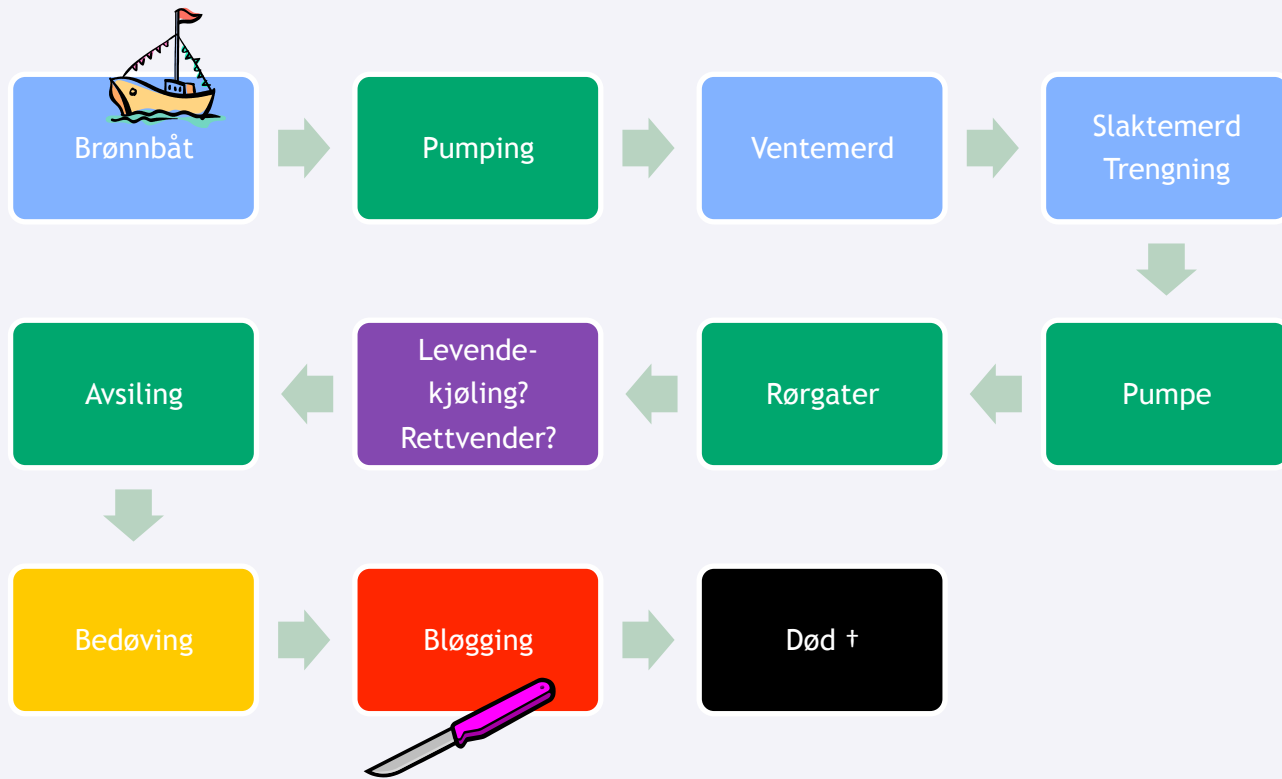 Brønnbåt
Pumping
Ventemerd
Slaktemerd
Trengning
Pumpe
Rørgater
Levende-
kjøling?
Rettvender?
Avsiling
Bedøving
Bløgging
Død †